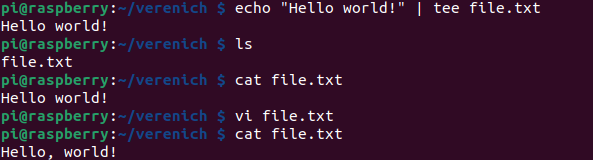 pi@raspberry:~/verenich $ echo "Hello world!" | tee file.txt
Hello world!
pi@raspberry:~/verenich $ ls
file.txt
pi@raspberry:~/verenich $ cat file.txt
Hello world!
pi@raspberry:~/verenich $ vi file.txt
pi@raspberry:~/verenich $ cat file.txt
Hello, world!